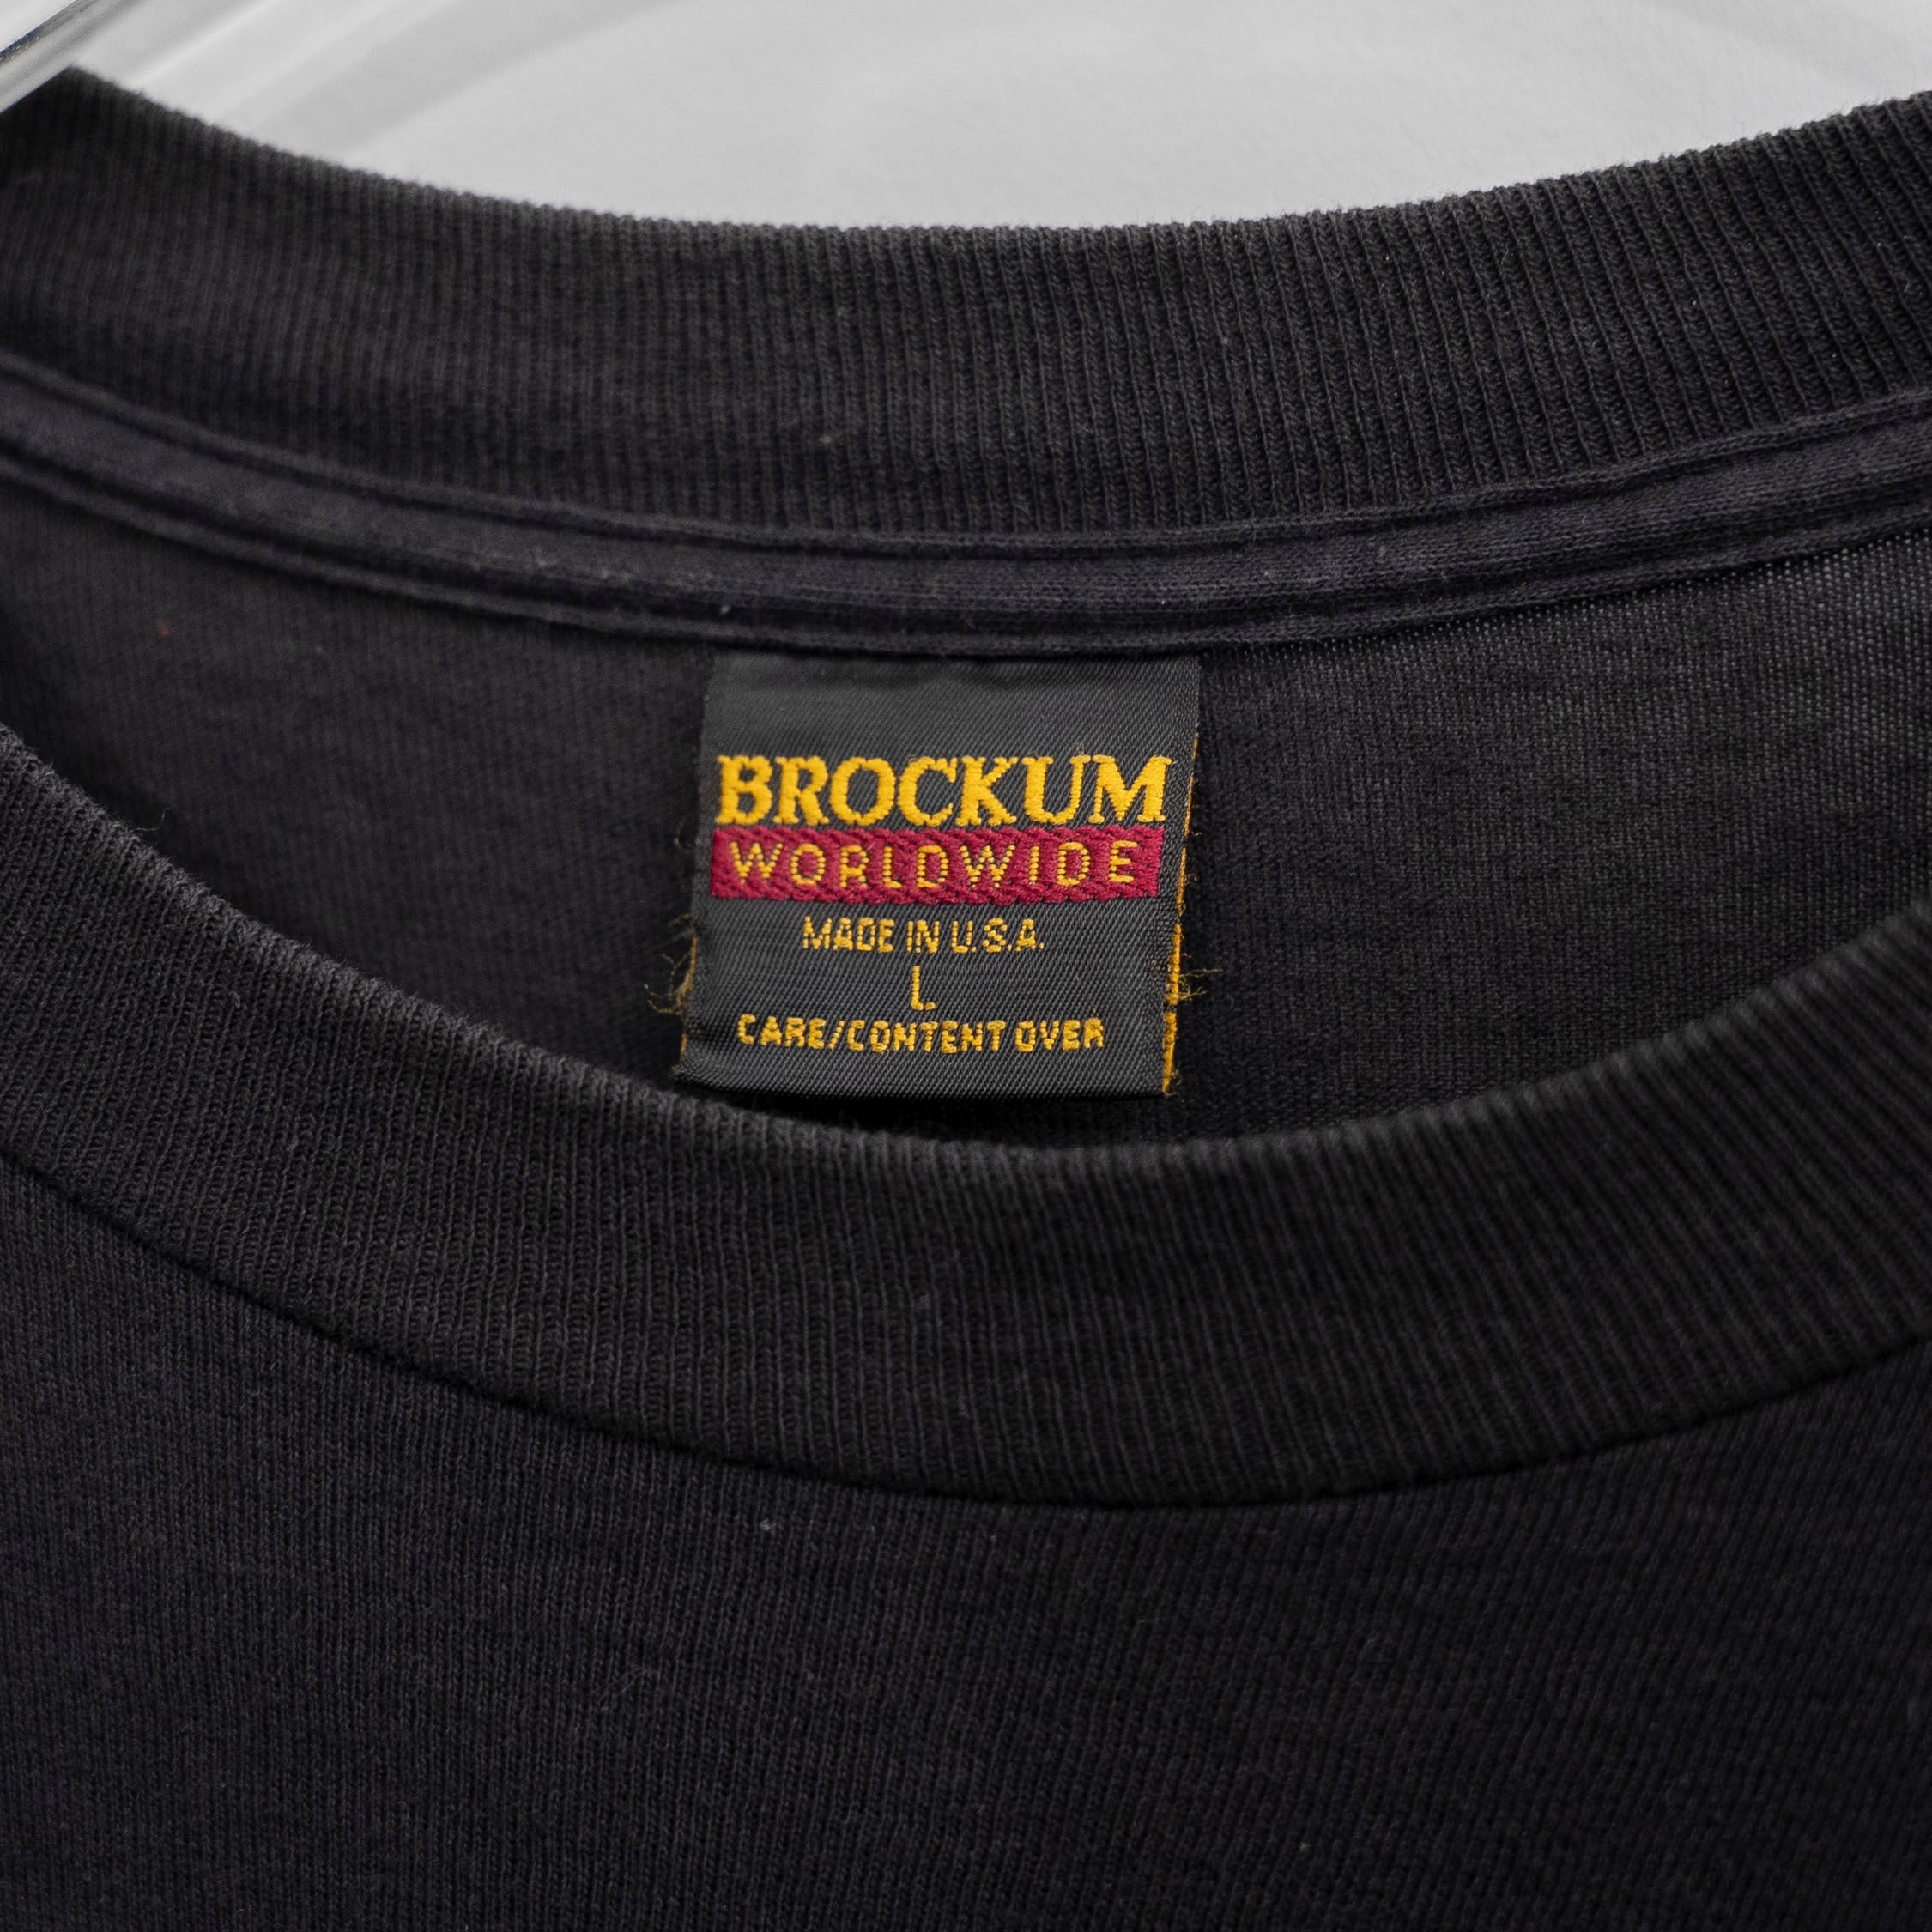 BROCKUM
WORLDWIDE
MADE IN U.S.A.
L
CARE/CONTENT OVER